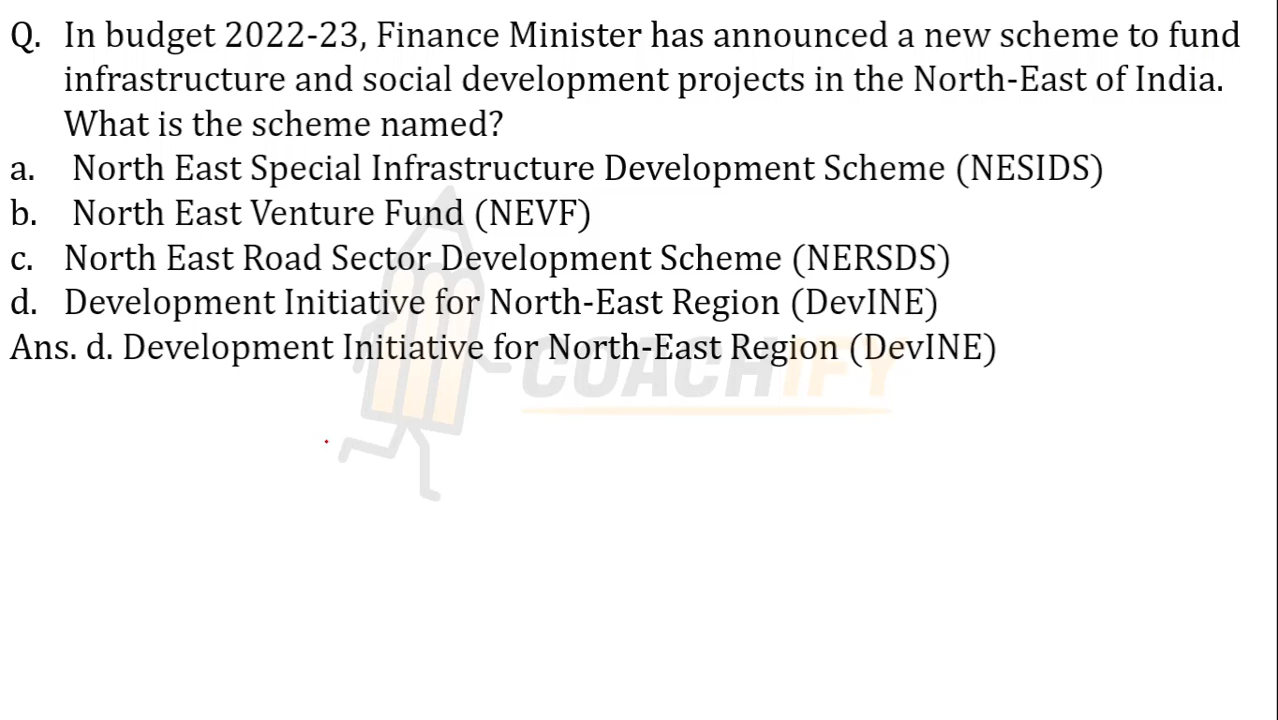 Q. In budget 2022-23, Finance Minister has announced a new scheme to fund
infrastructure and social development projects in the North-East of India.
What is the scheme named?
a. North East Special Infrastructure Development Scheme (NESIDS)
b. North East Venture Fund (NEVF)
c. North East Road Sector Development Scheme (NERSDS)
d. Development Initiative for North-East Region (DevINE)
Ans. d. Development Initiative for North-East Region (DevINE)
COACHIFY